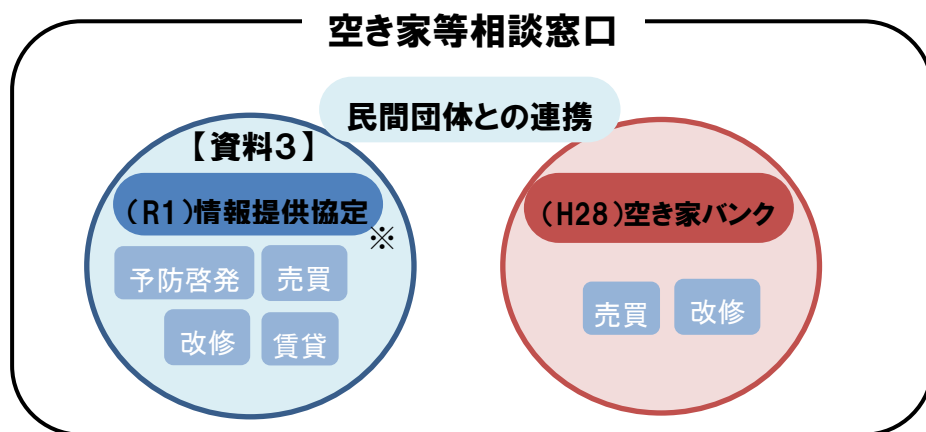 空き家等相談窓口
民間団体との連携
【資料３】
（R１）情報提供協定
※
予防啓発
売買
改修
賃貸
（H28）空き家バンク
売買
改修